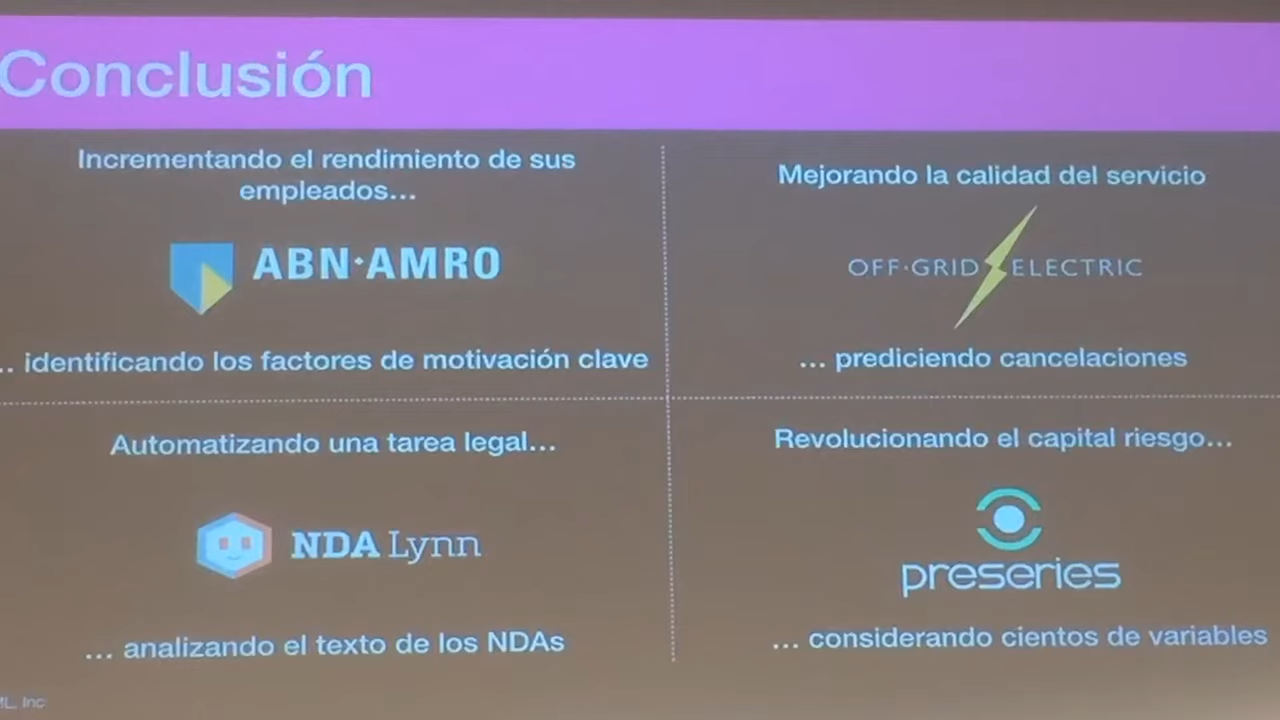 Conclusión
Incrementando el rendimiento de sus
empleados...
ABN·AMRO
... identificando los factores de motivación clave
Mejorando la calidad del servicio
OFF·GRID ELECTRIC
... prediciendo cancelaciones
Automatizando una tarea legal...
NDA Lynn
... analizando el texto de los NDAs
Revolucionando el capital riesgo...
preseries
... considerando cientos de variables
ML, Inc